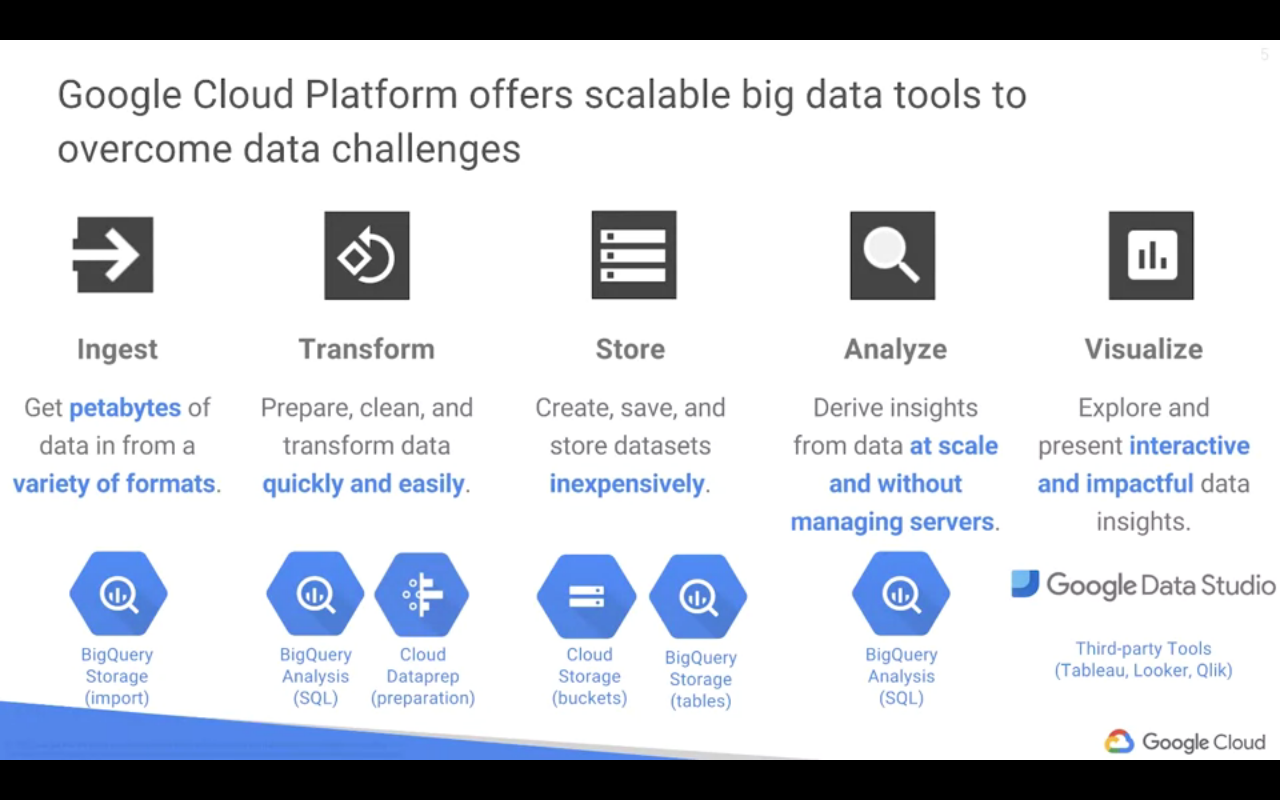 5
Google Cloud Platform offers scalable big data tools to
overcome data challenges
Ingest
Get petabytes of
data in from a
variety of formats.
BigQuery
Storage
(import)
Transform
Prepare, clean, and
transform data
quickly and easily.
BigQuery
Analysis
(SQL)
Cloud
Dataprep
(preparation)
Store
Create, save, and
store datasets
inexpensively.
Cloud
Storage
(buckets)
BigQuery
Storage
(tables)
Analyze
Derive insights
from data at scale
and without
managing servers.
BigQuery
Analysis
(SQL)
Visualize
Explore and
present interactive
and impactful data
insights.
Google Data Studio
Third-party Tools
(Tableau, Looker, Qlik)
Google Cloud